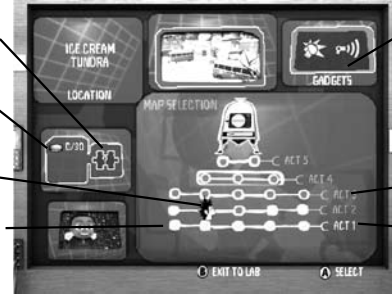 ICE CREAM
TUNDRA
LOCATION
GADGETS
MAP SELECTION
C/30
ACT 5
ACT 4
ACT 3
ACT 2
ACT 1
B EXIT TO LAB
A SELECT